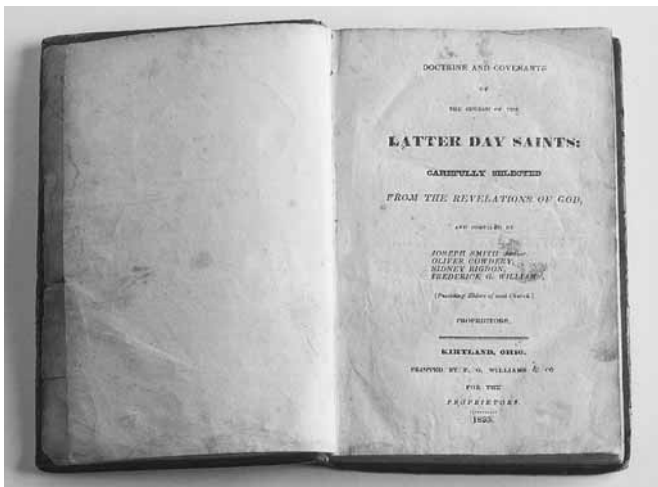 DOCTRINE AND COVENANTS
OF
THE CHURCH OF THE
LATTER DAY SAINTS:
CAREFULLY SELECTED
FROM THE REVELATIONS OF GOD,
AND COMPILED BY
JOSEPH SMITH
OLIVER COWDERY,
SIDNEY RIGDON,
FREDERICK G. WILLIAMS,
[Presiding Elders of said Church.]
PROPRIETORS.
KIRTLAND, OHIO.
PRINTED BY F. G. WILLIAMS & CO
FOR THE
PROPRIETORS.
1835.